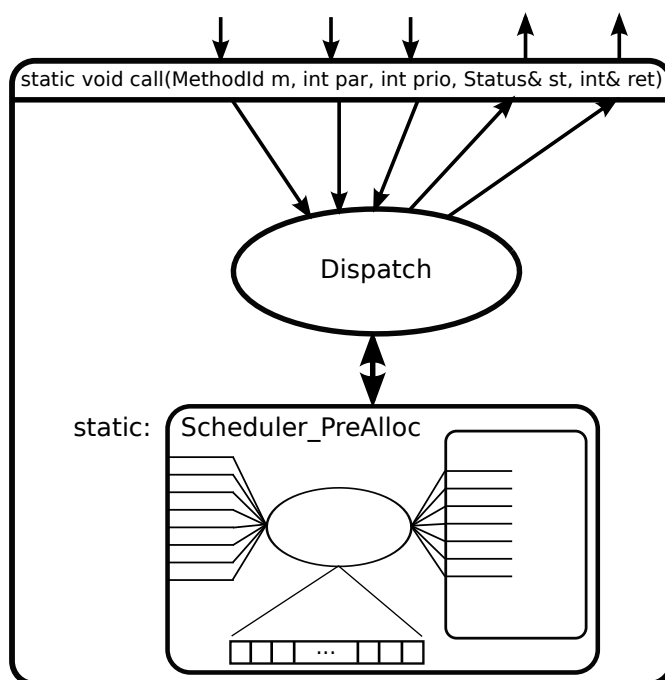 static void call(MethodId m, int par, int prio, Status& st, int& ret)
Dispatch
static: Scheduler_PreAlloc
...